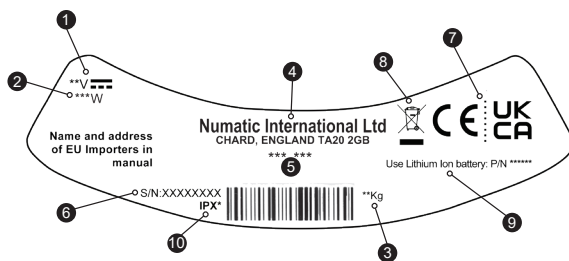 1
2
**V
***W
Name and address
of EU Importers in
manual
4
Numatic International Ltd
CHARD, ENGLAND TA20 2GB
*** ***
5
8
7
CE
UK
CA
Use Lithium Ion battery: P/N ******
9
6
S/N:XXXXXXXX
IPX*
10
**Kg
3